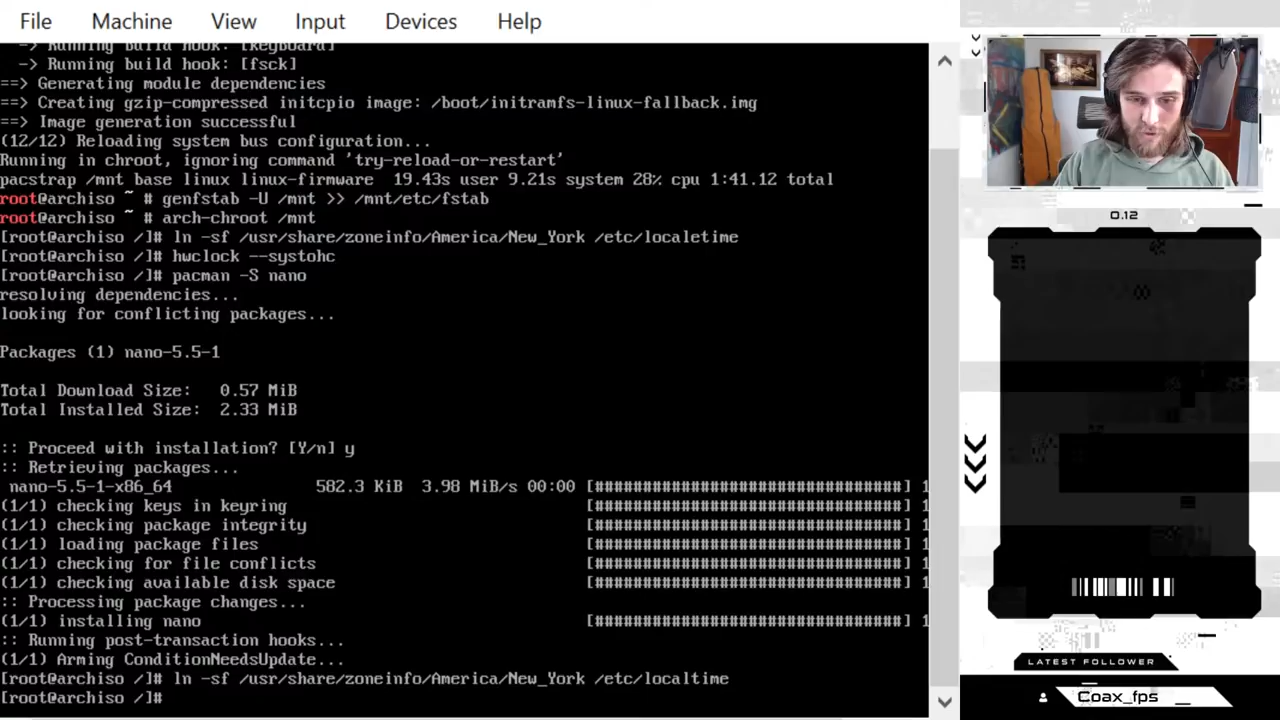 File Machine View Input Devices Help
-> Running build hook: [keyboard]
-> Running build hook: [fsck]
==> Generating module dependencies
==> Creating gzip-compressed initcpio image: /boot/initramfs-linux-fallback.img
==> Image generation successful
(12/12) Reloading system bus configuration...
Running in chroot, ignoring command 'try-reload-or-restart'
pacstrap /mnt base linux linux-firmware 19.43s user 9.21s system 28% cpu 1:41.12 total
root@archiso ~ # genfstab -U /mnt >> /mnt/etc/fstab
root@archiso ~ # arch-chroot /mnt
[root@archiso /]# ln -sf /usr/share/zoneinfo/America/New_York /etc/localetime
[root@archiso /]# hwclock --systohc
[root@archiso /]# pacman -S nano
resolving dependencies...
looking for conflicting packages...
Packages (1) nano-5.5-1
Total Download Size: 0.57 MiB
Total Installed Size: 2.33 MiB
:: Proceed with installation? [Y/n] y
:: Retrieving packages...
nano-5.5-1-x86_64 582.3 KiB 3.98 MiB/s 00:00 [################################] 1
(1/1) checking keys in keyring [################################] 1
(1/1) checking package integrity [################################] 1
(1/1) loading package files [################################] 1
(1/1) checking for file conflicts [################################] 1
(1/1) checking available disk space [################################] 1
:: Processing package changes...
(1/1) installing nano [################################] 1
:: Running post-transaction hooks...
(1/1) Arming ConditionNeedsUpdate...
[root@archiso /]# ln -sf /usr/share/zoneinfo/America/New_York /etc/localtime
[root@archiso /]#
0.12
LATEST FOLLOWER
Coax_fps